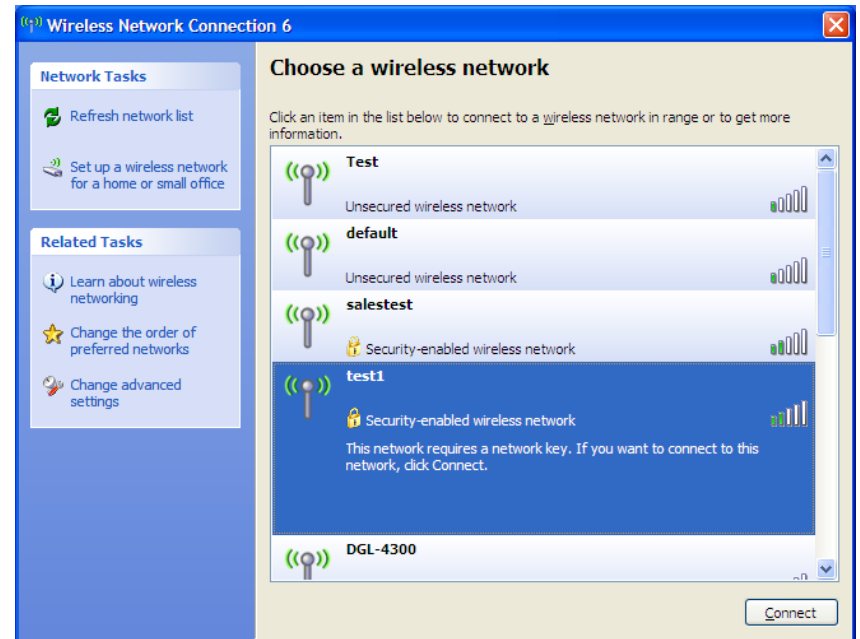 Wireless Network Connection 6
Network Tasks
Refresh network list
Set up a wireless network
for a home or small office
Related Tasks
Learn about wireless
networking
Change the order of
preferred networks
Change advanced
settings
Choose a wireless network
Click an item in the list below to connect to a wireless network in range or to get more
information.
Test
Unsecured wireless network
default
Unsecured wireless network
salestest
Security-enabled wireless network
test1
Security-enabled wireless network
This network requires a network key. If you want to connect to this
network, click Connect.
DGL-4300
Connect